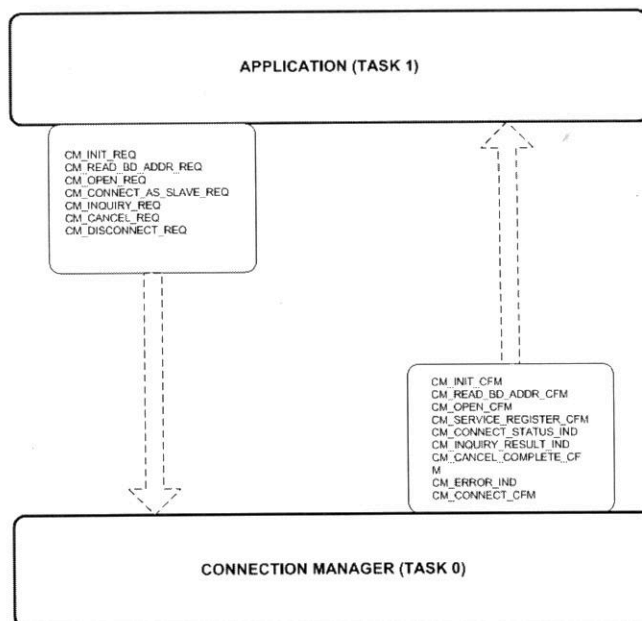 APPLICATION (TASK 1)
CM_INIT_REQ
CM_READ_BD_ADDR_REQ
CM_OPEN_REQ
CM_CONNECT_AS_SLAVE_REQ
CM_INQUIRY_REQ
CM_CANCEL_REQ
CM_DISCONNECT_REQ
CM_INIT_CFM
CM_READ_BD_ADDR_CFM
CM_OPEN_CFM
CM_SERVICE_REGISTER_CFM
CM_CONNECT_STATUS_IND
CM_INQUIRY_RESULT_IND
CM_CANCEL_COMPLETE_CF
M
CM_ERROR_IND
CM_CONNECT_CFM
CONNECTION MANAGER (TASK 0)